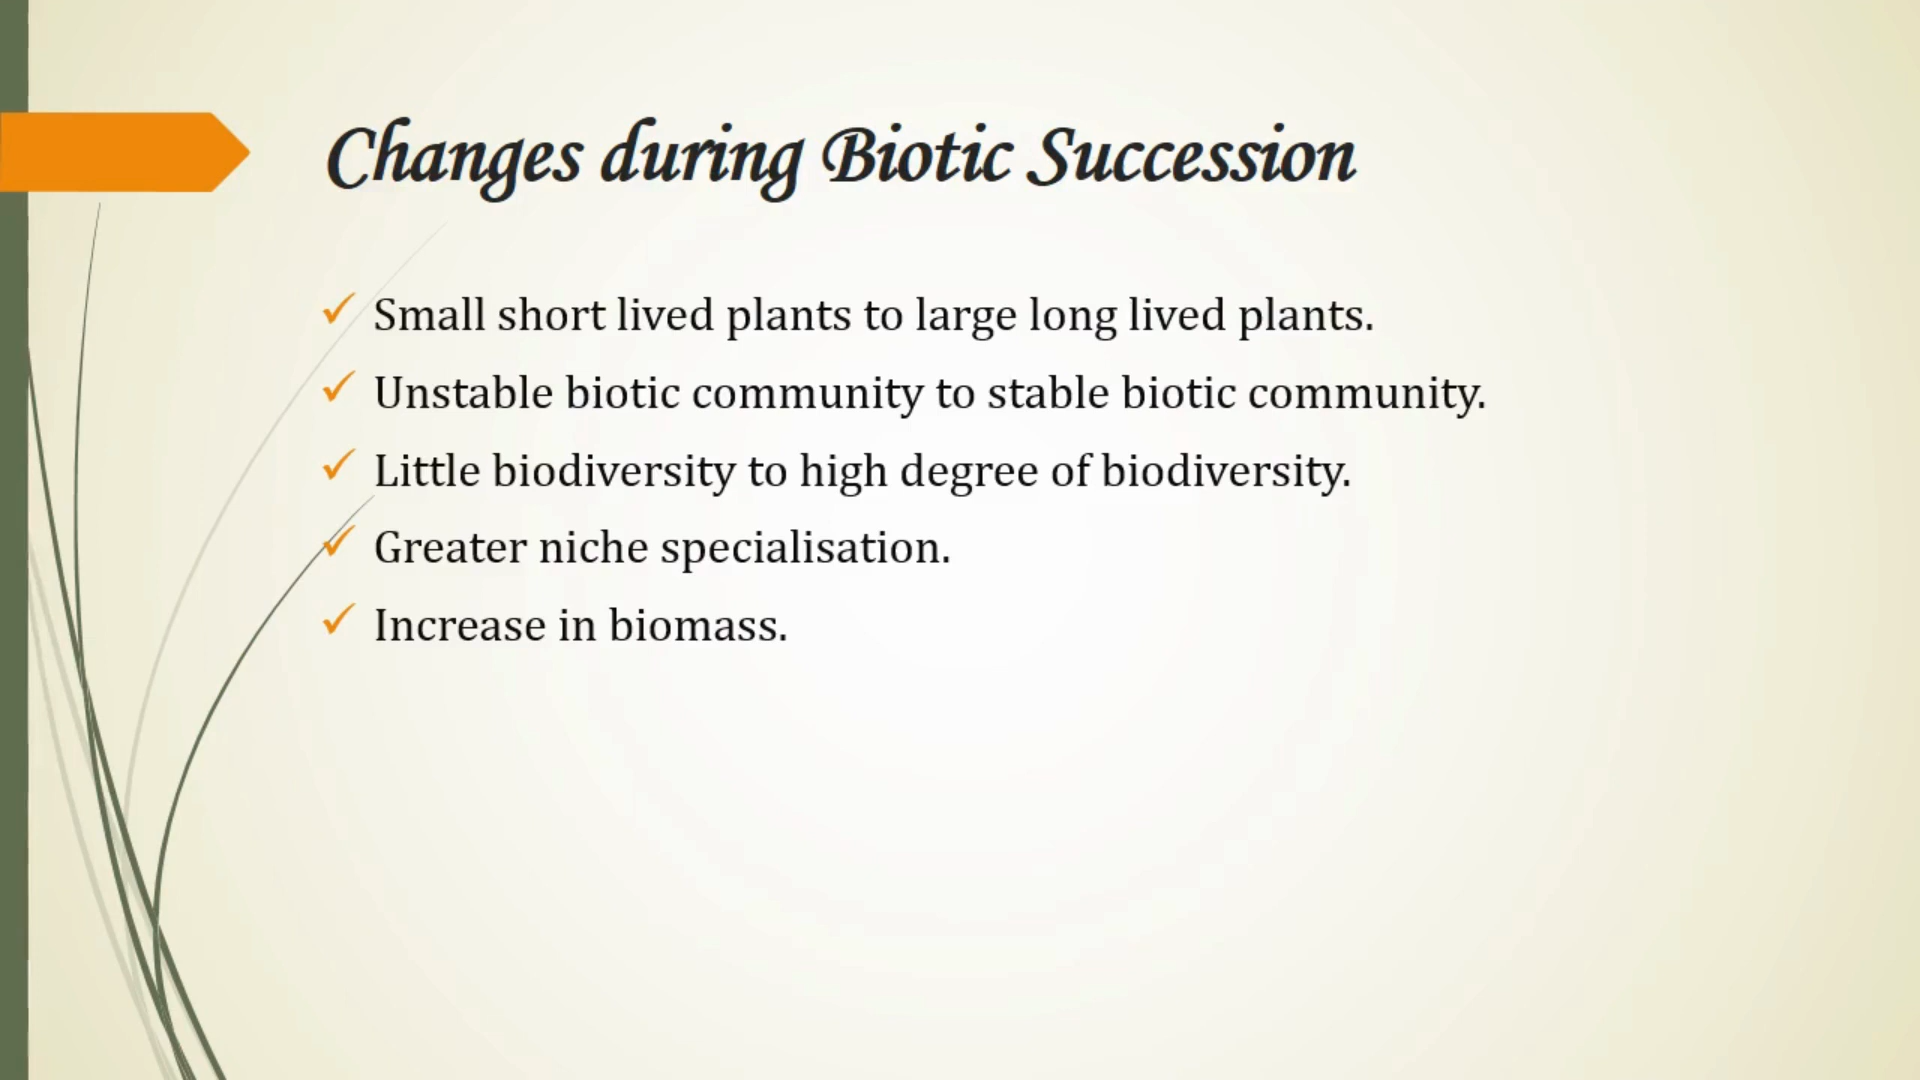 Changes during Biotic Succession
✓ Small short lived plants to large long lived plants.
✓ Unstable biotic community to stable biotic community.
✓ Little biodiversity to high degree of biodiversity.
✓ Greater niche specialisation.
✓ Increase in biomass.